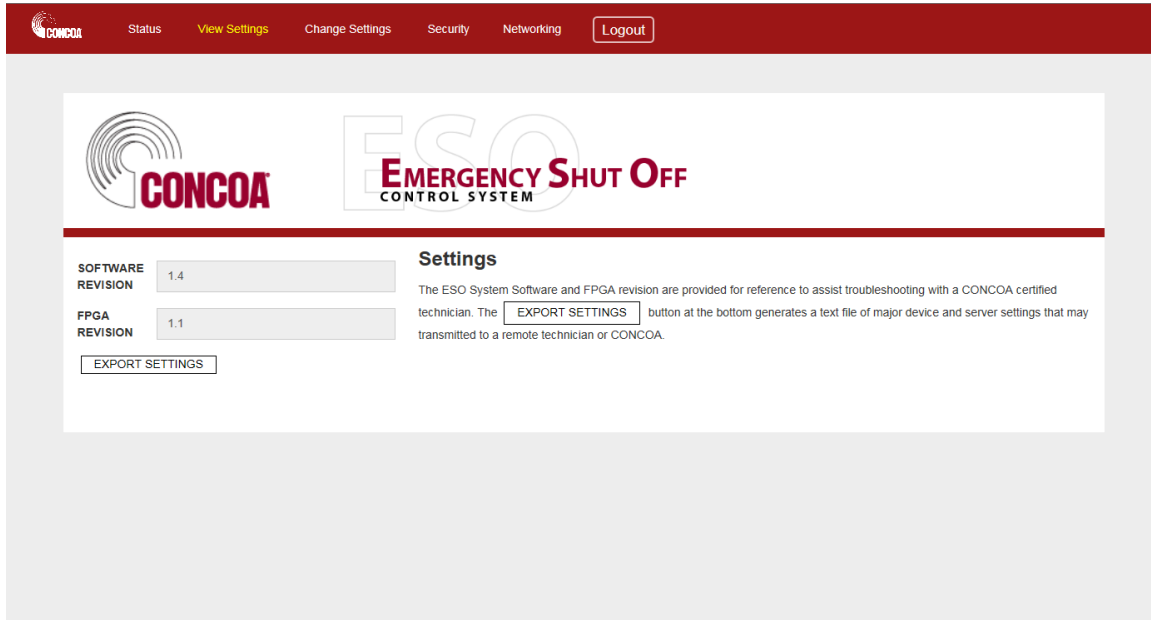 CONCOA Status View Settings Change Settings Security Networking Logout
ESO
CONCOA
EMERGENCY SHUT OFF
CONTROL SYSTEM
SOFTWARE REVISION
1.4
FPGA REVISION
1.1
EXPORT SETTINGS
Settings
The ESO System Software and FPGA revision are provided for reference to assist troubleshooting with a CONCOA certified
technician. The EXPORT SETTINGS button at the bottom generates a text file of major device and server settings that may
transmitted to a remote technician or CONCOA.